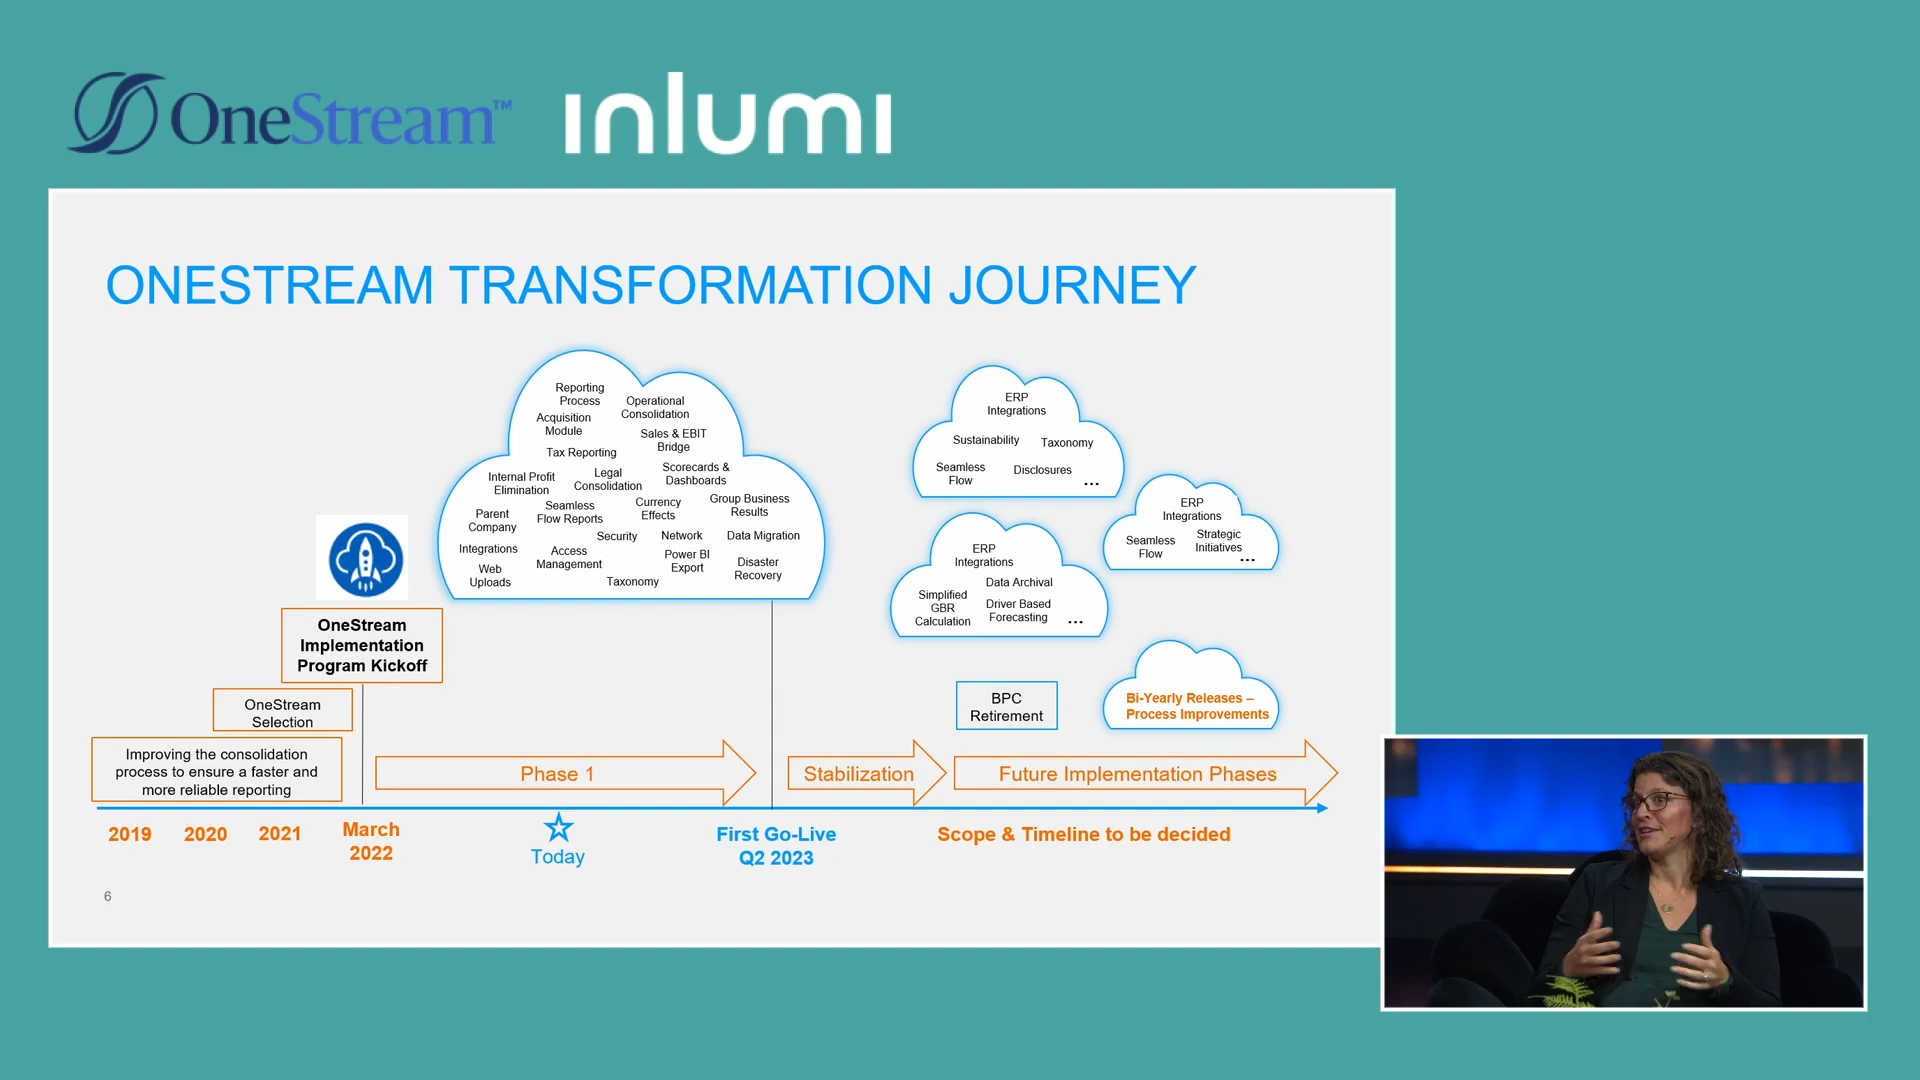 OneStream™
ınlumı
ONESTREAM TRANSFORMATION JOURNEY
Reporting
Process
Operational
Consolidation
Acquisition
Module
Sales & EBIT
Bridge
Tax Reporting
Internal Profit
Elimination
Legal
Consolidation
Scorecards &
Dashboards
Parent
Company
Seamless
Flow Reports
Currency
Effects
Group Business
Results
Security
Network
Data Migration
Integrations
Access
Management
Power BI
Export
Disaster
Recovery
Web
Uploads
Taxonomy
ERP
Integrations
Sustainability
Taxonomy
Seamless
Flow
Disclosures
...
ERP
Integrations
Seamless
Flow
Strategic
Initiatives
...
ERP
Integrations
Data Archival
Simplified
GBR
Calculation
Driver Based
Forecasting
...
OneStream
Implementation
Program Kickoff
OneStream
Selection
Improving the consolidation
process to ensure a faster and
more reliable reporting
BPC
Retirement
Bi-Yearly Releases –
Process Improvements
Phase 1
Stabilization
Future Implementation Phases
2019
2020
2021
March
2022
Today
First Go-Live
Q2 2023
Scope & Timeline to be decided
6